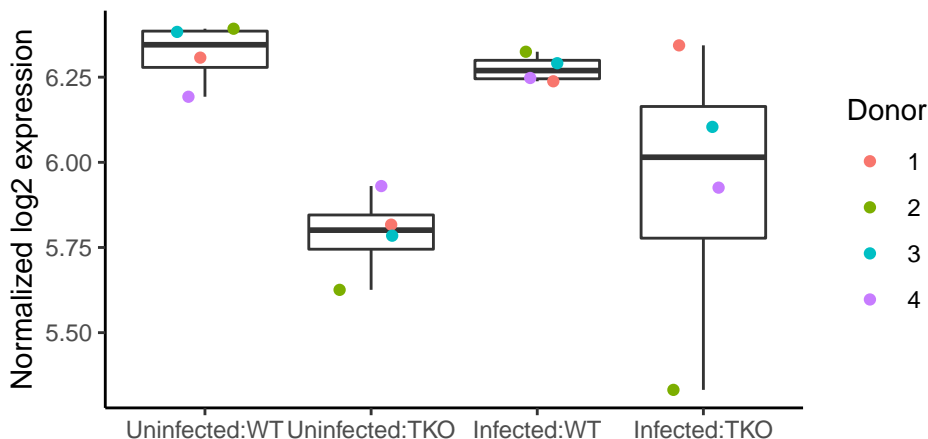 Normalized log2 expression
6.25
6.00
5.75
5.50
Uninfected:WT
Uninfected:TKO
Infected:WT
Infected:TKO
Donor
1
2
3
4